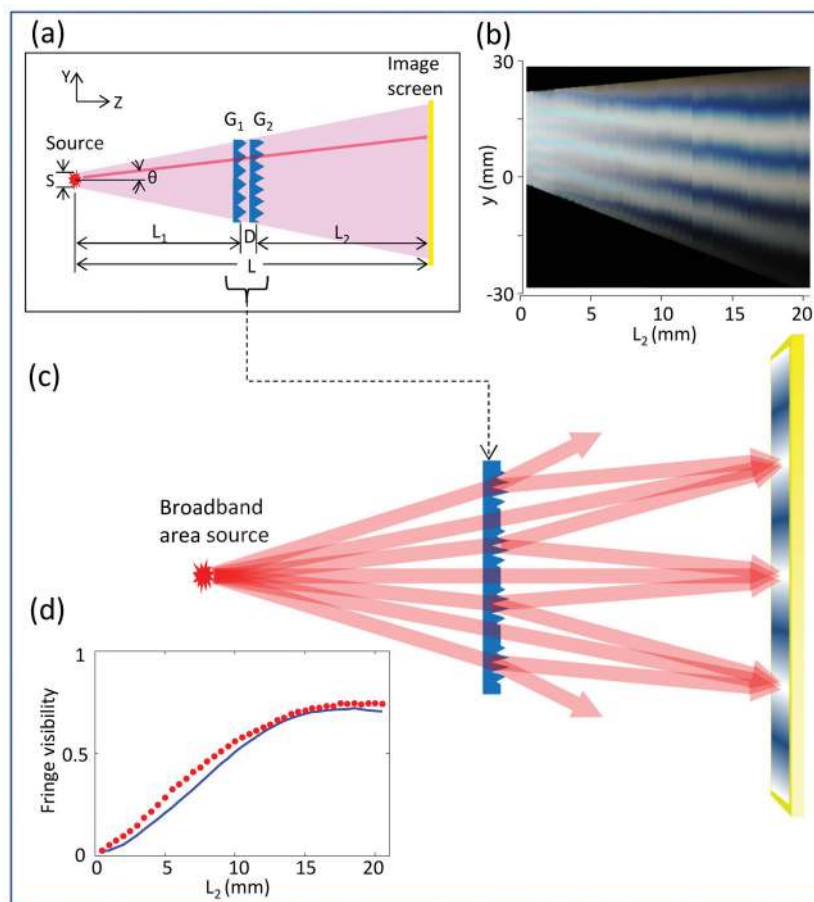 (a)
Y
Z
Source
S
θ
G1 G2
Image
screen
L1
D
L2
L
(b)
30
0
-30
y (mm)
0 5 10 15 20
L2 (mm)
(c)
Broadband
area source
(d)
1
0.5
0
Fringe visibility
0 5 10 15 20
L2 (mm)